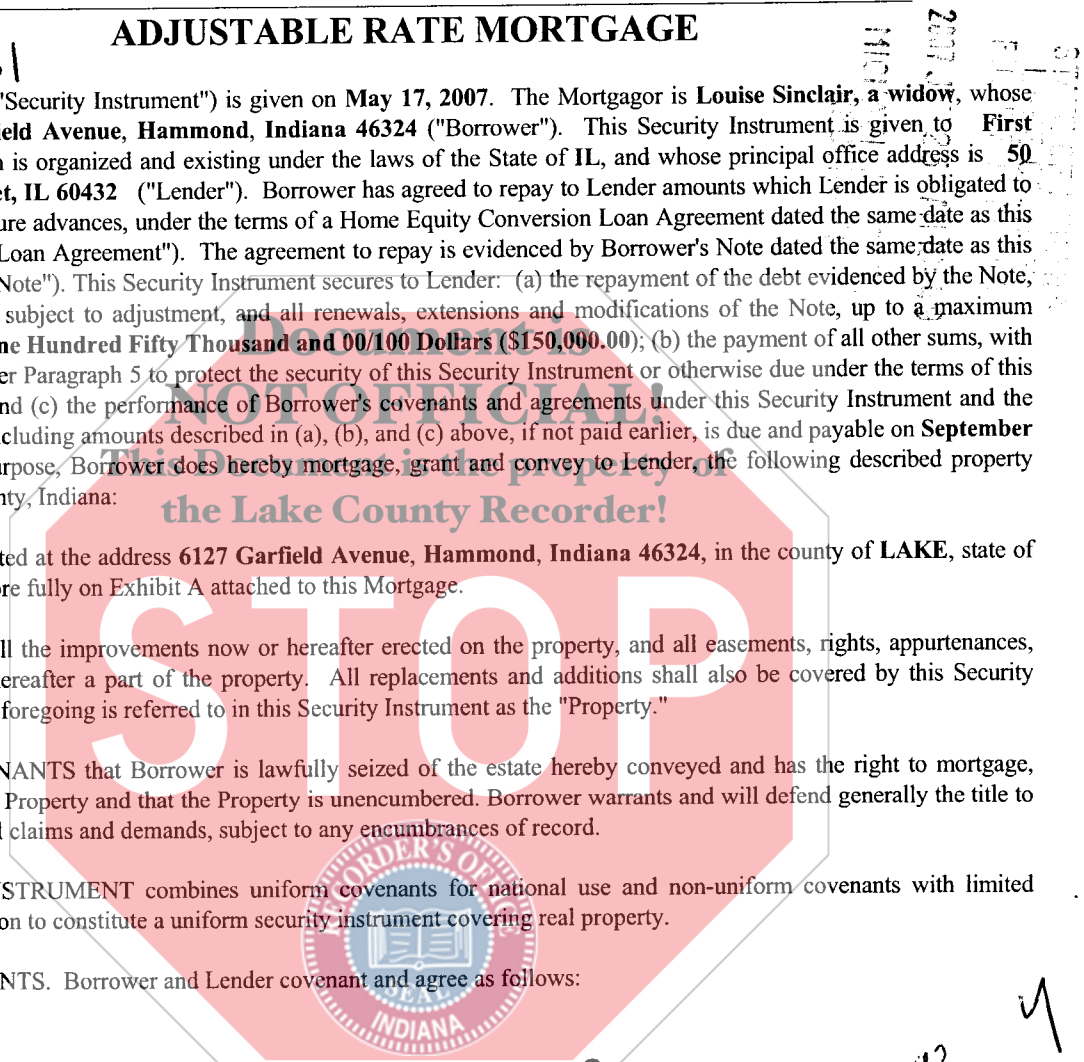 ADJUSTABLE RATE MORTGAGE
"Security Instrument") is given on May 17, 2007. The Mortgagor is Louise Sinclair, a widow, whose
ield Avenue, Hammond, Indiana 46324 ("Borrower"). This Security Instrument is given to First
n is organized and existing under the laws of the State of IL, and whose principal office address is 50
et, IL 60432 ("Lender"). Borrower has agreed to repay to Lender amounts which Lender is obligated to
ure advances, under the terms of a Home Equity Conversion Loan Agreement dated the same date as this
Loan Agreement"). The agreement to repay is evidenced by Borrower's Note dated the same date as this
Note"). This Security Instrument secures to Lender: (a) the repayment of the debt evidenced by the Note,
subject to adjustment, and all renewals, extensions and modifications of the Note, up to a maximum
Document is
ne Hundred Fifty Thousand and 00/100 Dollars ($150,000.00); (b) the payment of all other sums, with
er Paragraph 5 to protect the security of this Security Instrument or otherwise due under the terms of this
NOT OFFICIAL!
nd (c) the performance of Borrower's covenants and agreements under this Security Instrument and the
cluding amounts described in (a), (b), and (c) above, if not paid earlier, is due and payable on September
This Document is the property of
urpose, Borrower does hereby mortgage, grant and convey to Lender, the following described property
nty, Indiana:
the Lake County Recorder!
ted at the address 6127 Garfield Avenue, Hammond, Indiana 46324, in the county of LAKE, state of
re fully on Exhibit A attached to this Mortgage.
STOP
ll the improvements now or hereafter erected on the property, and all easements, rights, appurtenances,
ereafter a part of the property. All replacements and additions shall also be covered by this Security
foregoing is referred to in this Security Instrument as the "Property."
NANTS that Borrower is lawfully seized of the estate hereby conveyed and has the right to mortgage,
Property and that the Property is unencumbered. Borrower warrants and will defend generally the title to
l claims and demands, subject to any encumbrances of record.
RECORDER'S OFFICE
STRUMENT combines uniform covenants for national use and non-uniform covenants with limited
on to constitute a uniform security instrument covering real property.
NTS. Borrower and Lender covenant and agree as follows:
SEAL
INDIANA